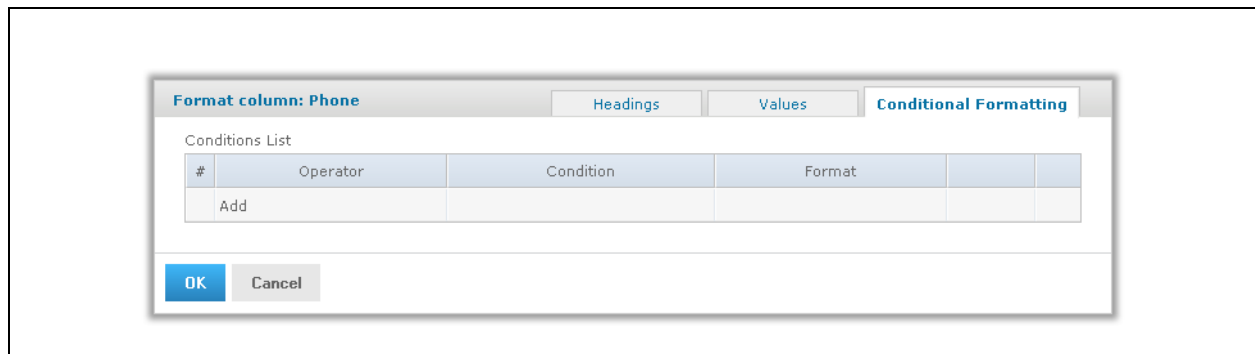 Format column: Phone Headings Values Conditional Formatting
Conditions List
# Operator Condition Format
Add
OK Cancel